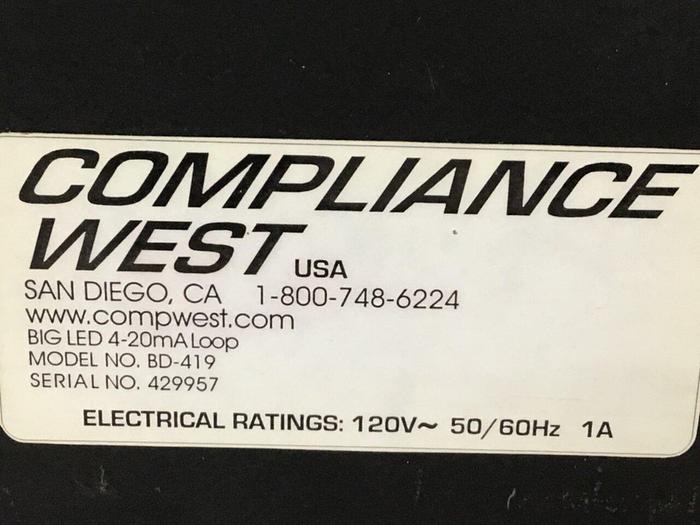 COMPLIANCE
WEST USA
SAN DIEGO, CA 1-800-748-6224
www.compwest.com
BIG LED 4-20mA Loop
MODEL NO. BD-419
SERIAL NO. 429957
ELECTRICAL RATINGS: 120V~ 50/60Hz 1A